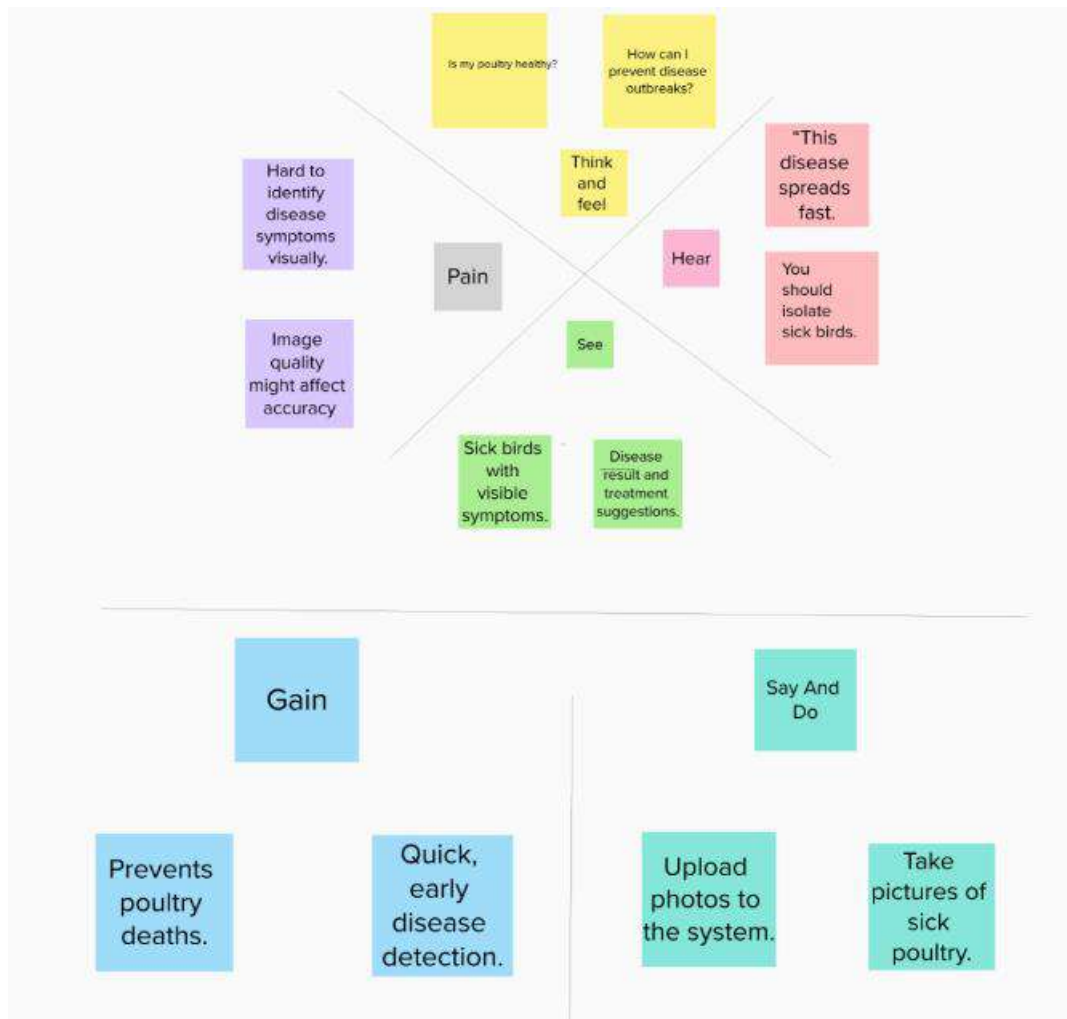 Is my poultry healthy?
How can I
prevent disease
outbreaks?
Think
and
feel
"This
disease
spreads
fast.
Hard to
identify
disease
symptoms
visually.
Pain
Hear
You
should
isolate
sick birds.
Image
quality
might affect
accuracy
See
Sick birds
with
visible
symptoms.
Disease
result and
treatment
suggestions.
Gain
Say And
Do
Prevents
poultry
deaths.
Quick,
early
disease
detection.
Upload
photos to
the system.
Take
pictures of
sick
poultry.